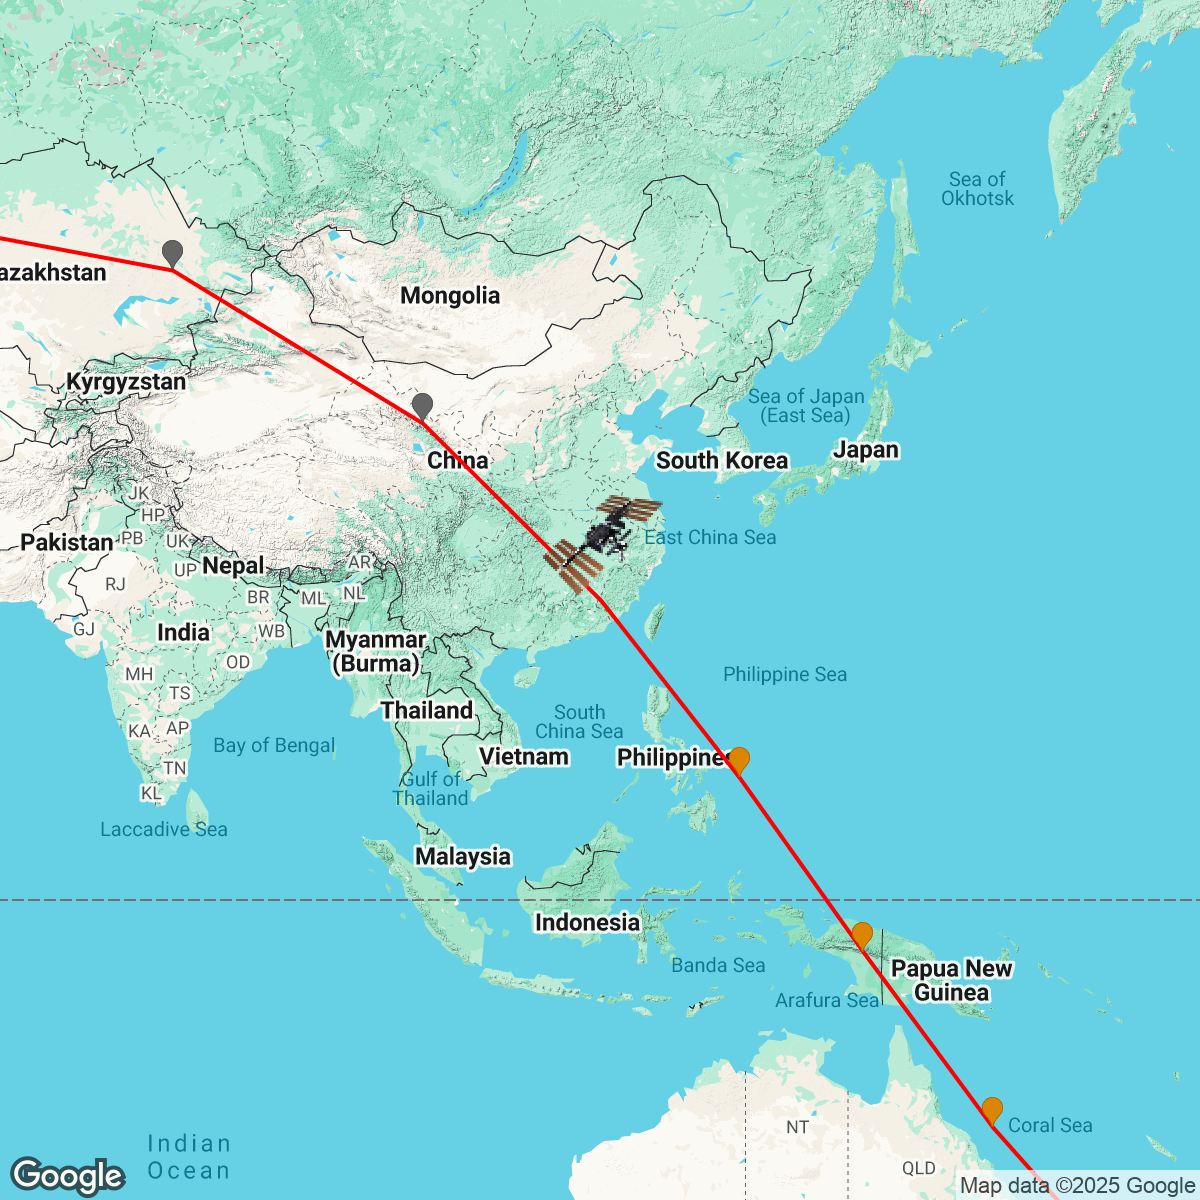 Sea of
Okhotsk
azakhstan
Mongolia
Kyrgyzstan
Sea of Japan
(East Sea)
Japan
China
South Korea
JK
HP
Pakistan
PB
UK
East China Sea
Nepal
UP
AR
RJ
BR
ML
NL
GJ
India
WB
Myanmar
(Burma)
OD
MH
Philippine Sea
TS
Thailand
South
China Sea
KA
AP
Bay of Bengal
Vietnam
Philippines
TN
KL
Gulf of
Thailand
Laccadive Sea
Malaysia
Indonesia
Banda Sea
Papua New
Guinea
Arafura Sea
NT
Coral Sea
Indian
Ocean
QLD
Google
Map data ©2025 Google